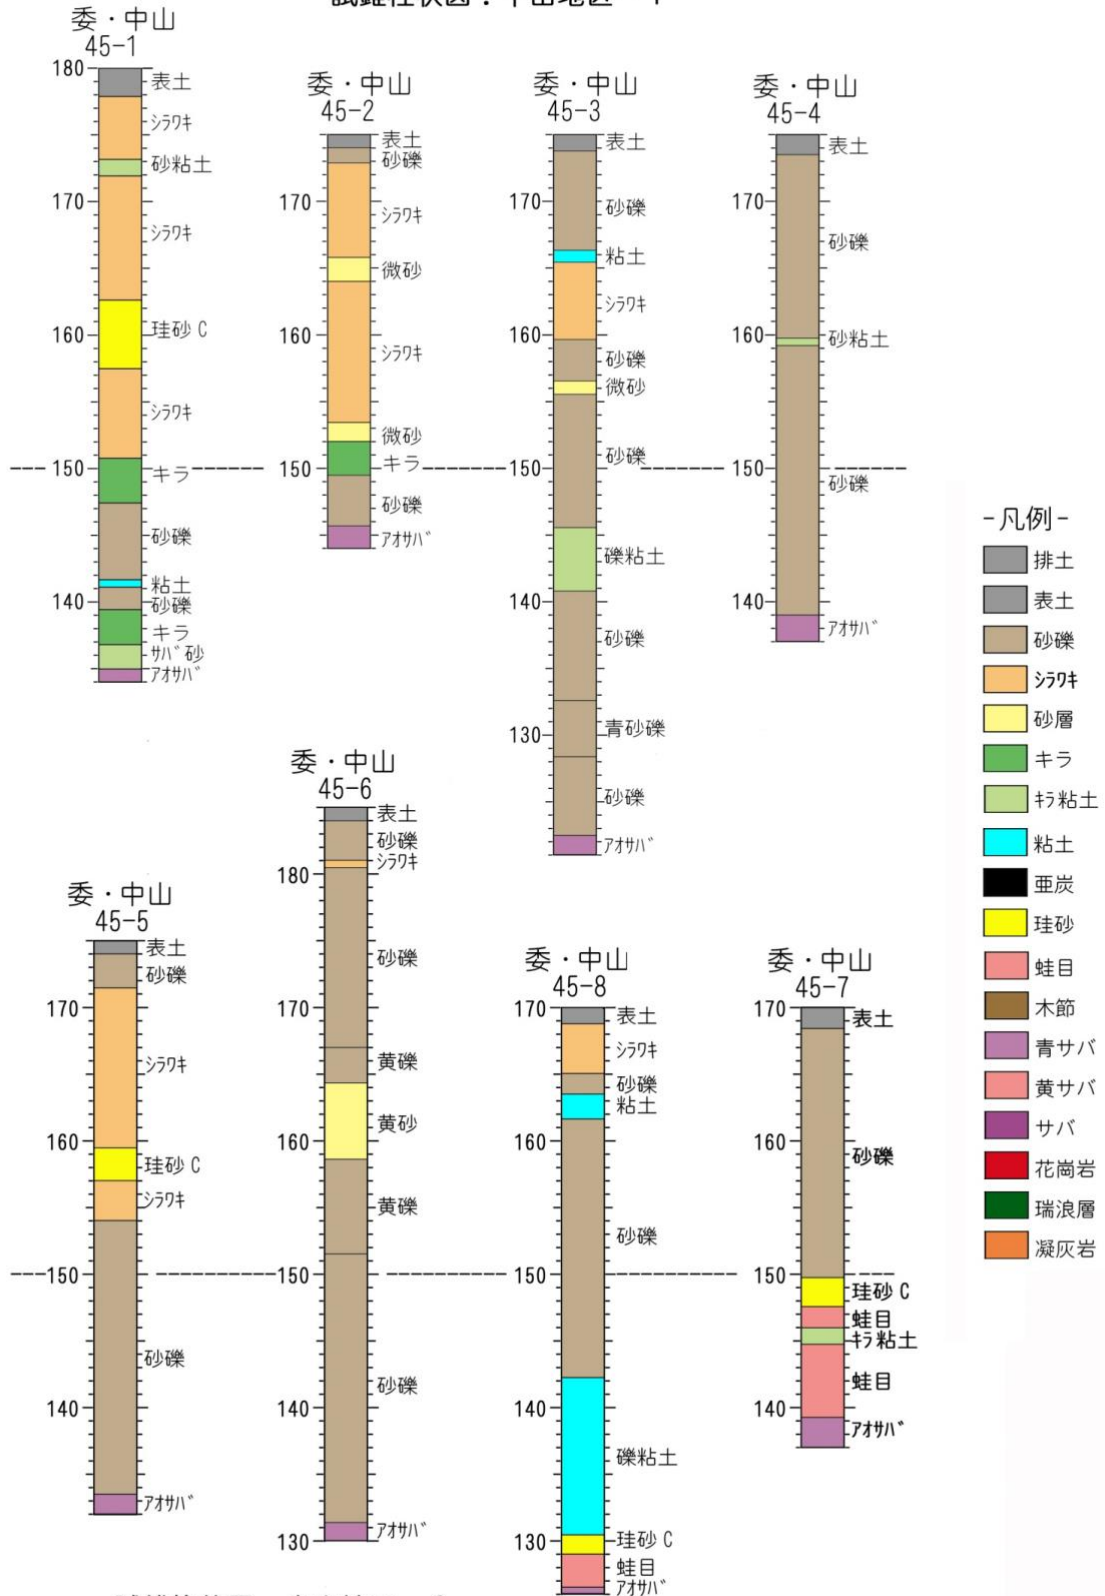 委・中山
45-1
180
表土
シラワキ
砂粘土
170
シラワキ
160
珪砂 C
シラワキ
150
キラ
砂礫
粘土
140
砂礫
キラ
サバ砂
アオサバ
委・中山
45-2
表土
砂礫
170
シラワキ
微砂
160
シラワキ
微砂
150
キラ
砂礫
アオサバ
委・中山
45-3
表土
170
砂礫
粘土
シラワキ
160
砂礫
微砂
150
砂礫
礫粘土
140
砂礫
130
青砂礫
砂礫
アオサバ
委・中山
45-4
表土
170
砂礫
160
砂粘土
150
砂礫
140
アオサバ
委・中山
45-5
表土
砂礫
170
シラワキ
160
珪砂 C
シラワキ
150
砂礫
140
アオサバ
委・中山
45-6
表土
砂礫
シラワキ
180
砂礫
170
黄礫
黄砂
160
黄礫
150
砂礫
140
アオサバ
130
委・中山
45-8
170
表土
シラワキ
砂礫
粘土
160
砂礫
150
140
礫粘土
130
珪砂 C
蛙目
アオサバ
委・中山
45-7
170
表土
160
砂礫
150
珪砂 C
蛙目
キラ粘土
蛙目
140
アオサバ
-凡例-
排土
表土
砂礫
シラワキ
砂層
キラ
キラ粘土
粘土
亜炭
珪砂
蛙目
木節
青サバ
黄サバ
サバ
花崗岩
瑞浪層
凝灰岩